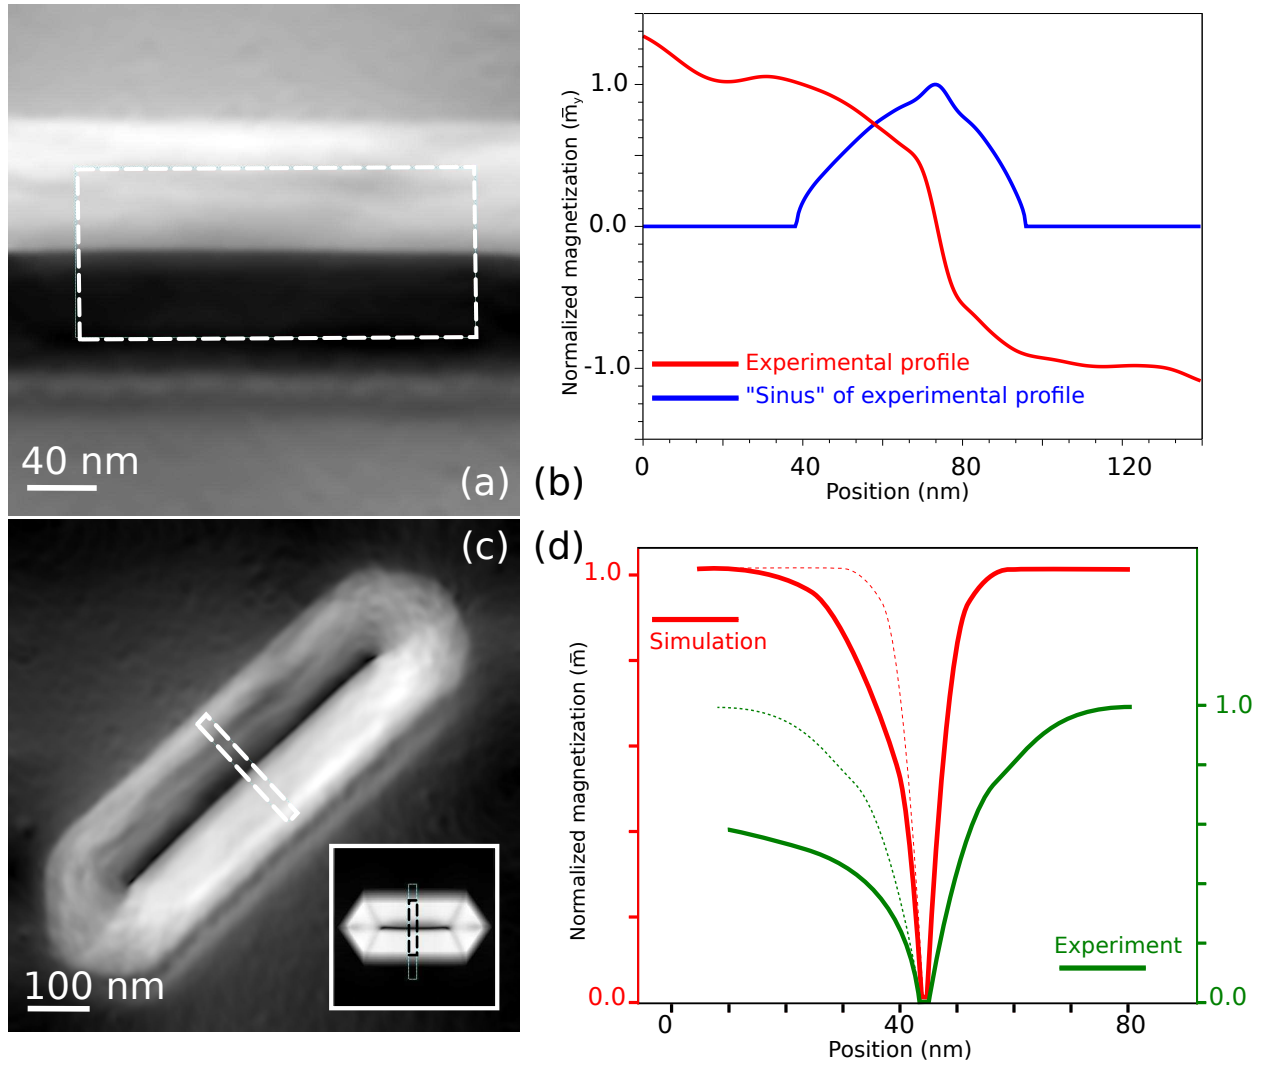 40 nm
(a)
(b)
Normalized magnetization (m̅y)
1.0
0.0
-1.0
Experimental profile
"Sinus" of experimental profile
0 40 80 120
Position (nm)
(c)
100 nm
(d)
Normalized magnetization (m̅)
1.0
0.0
Simulation
1.0
Experiment
0.0
0 40 80
Position (nm)